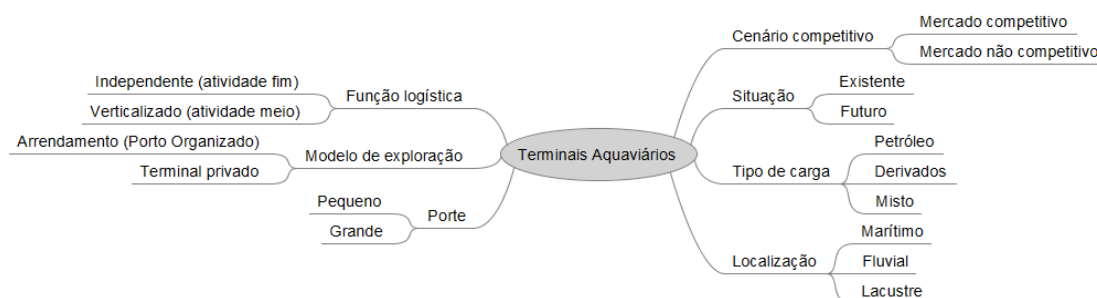 Terminais Aquaviários
Função logística
Independente (atividade fim)
Verticalizado (atividade meio)
Modelo de exploração
Arrendamento (Porto Organizado)
Terminal privado
Porte
Pequeno
Grande
Cenário competitivo
Mercado competitivo
Mercado não competitivo
Situação
Existente
Futuro
Tipo de carga
Petróleo
Derivados
Misto
Localização
Marítimo
Fluvial
Lacustre